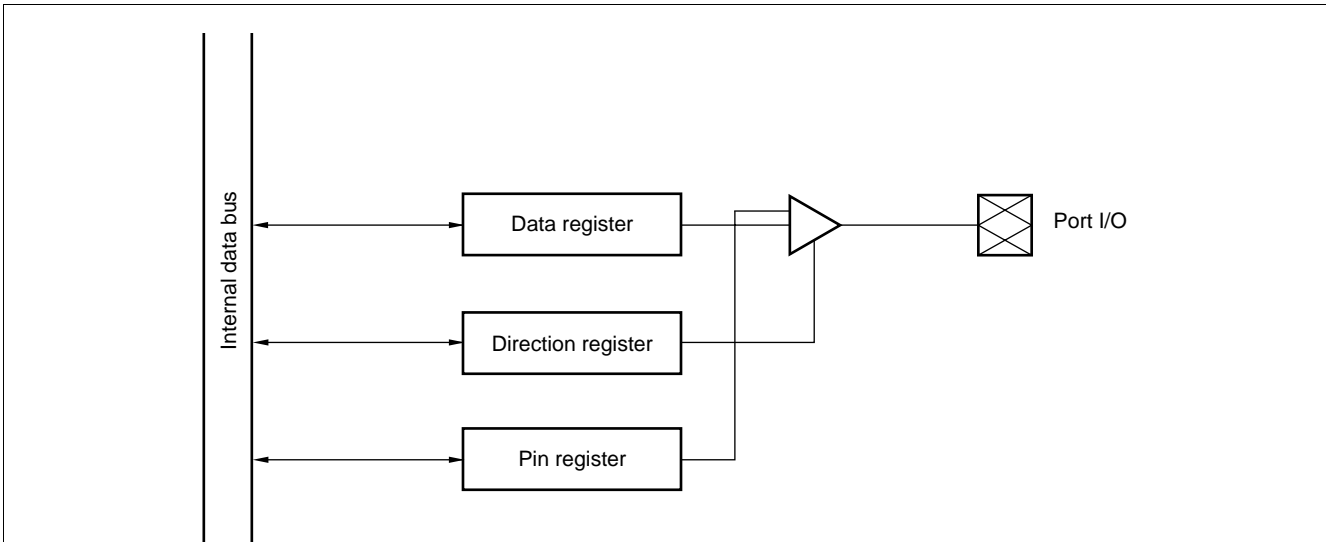 Internal data bus
Data register
Port I/O
Direction register
Pin register